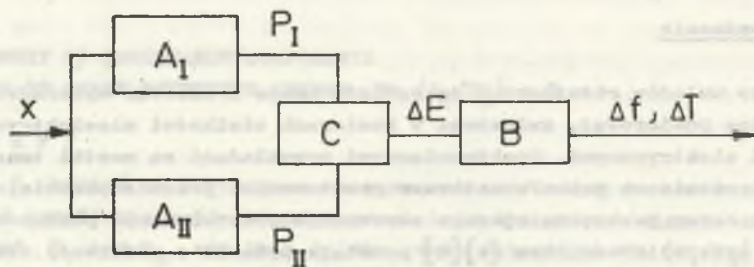 A_I
P_I
x
C
ΔE
B
Δf, ΔT
A_II
P_II